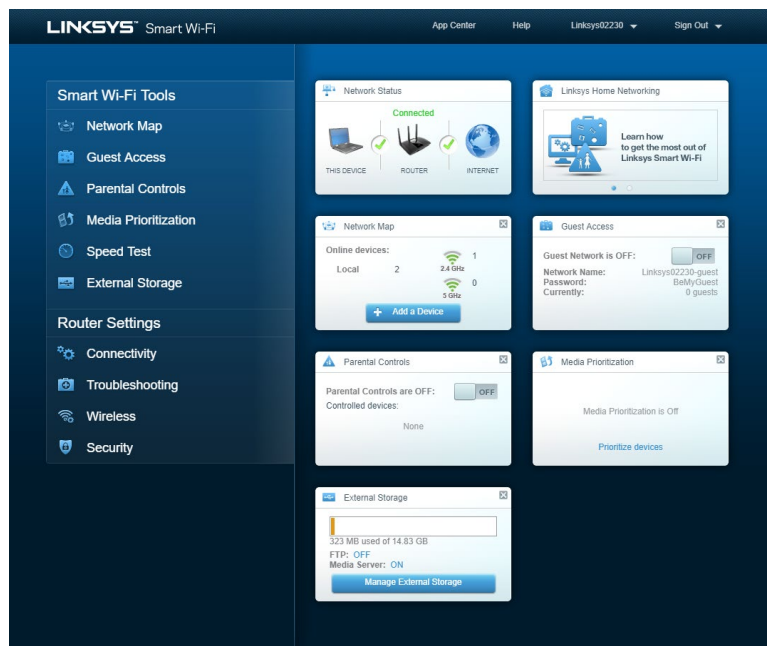 LINKSYS™ Smart Wi-Fi
App Center
Help
Linksys02230
Sign Out
Smart Wi-Fi Tools
Network Map
Guest Access
Parental Controls
Media Prioritization
Speed Test
External Storage
Router Settings
Connectivity
Troubleshooting
Wireless
Security
Network Status
Connected
THIS DEVICE
ROUTER
INTERNET
Linksys Home Networking
Learn how
to get the most out of
Linksys Smart Wi-Fi
Network Map
Online devices:
Local 2
1
2.4 GHz
0
5 GHz
+ Add a Device
Guest Access
Guest Network is OFF: OFF
Network Name: Linksys02230-guest
Password: BeMyGuest
Currently: 0 guests
Parental Controls
Parental Controls are OFF: OFF
Controlled devices:
None
Media Prioritization
Media Prioritization is Off
Prioritize devices
External Storage
323 MB used of 14.83 GB
FTP: OFF
Media Server: ON
Manage External Storage